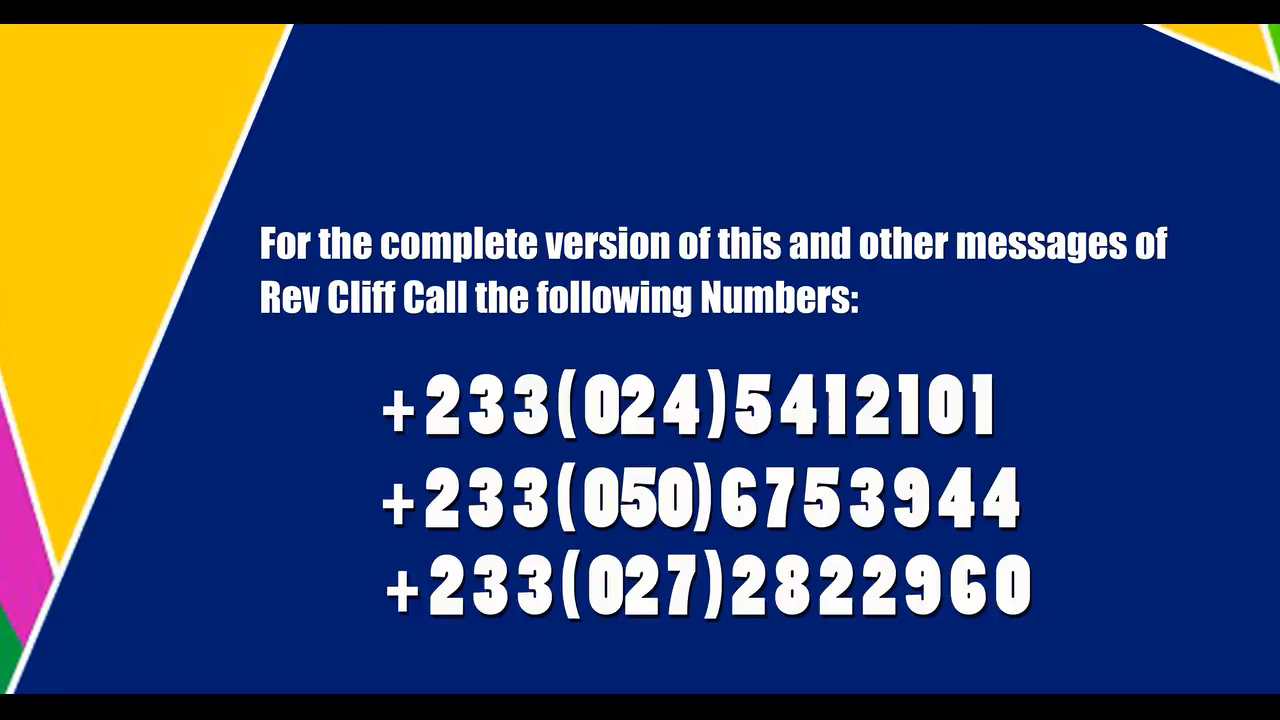 For the complete version of this and other messages of
Rev Cliff Call the following Numbers:
+233(024)5412101
+233(050)6753944
+233(027)2822960